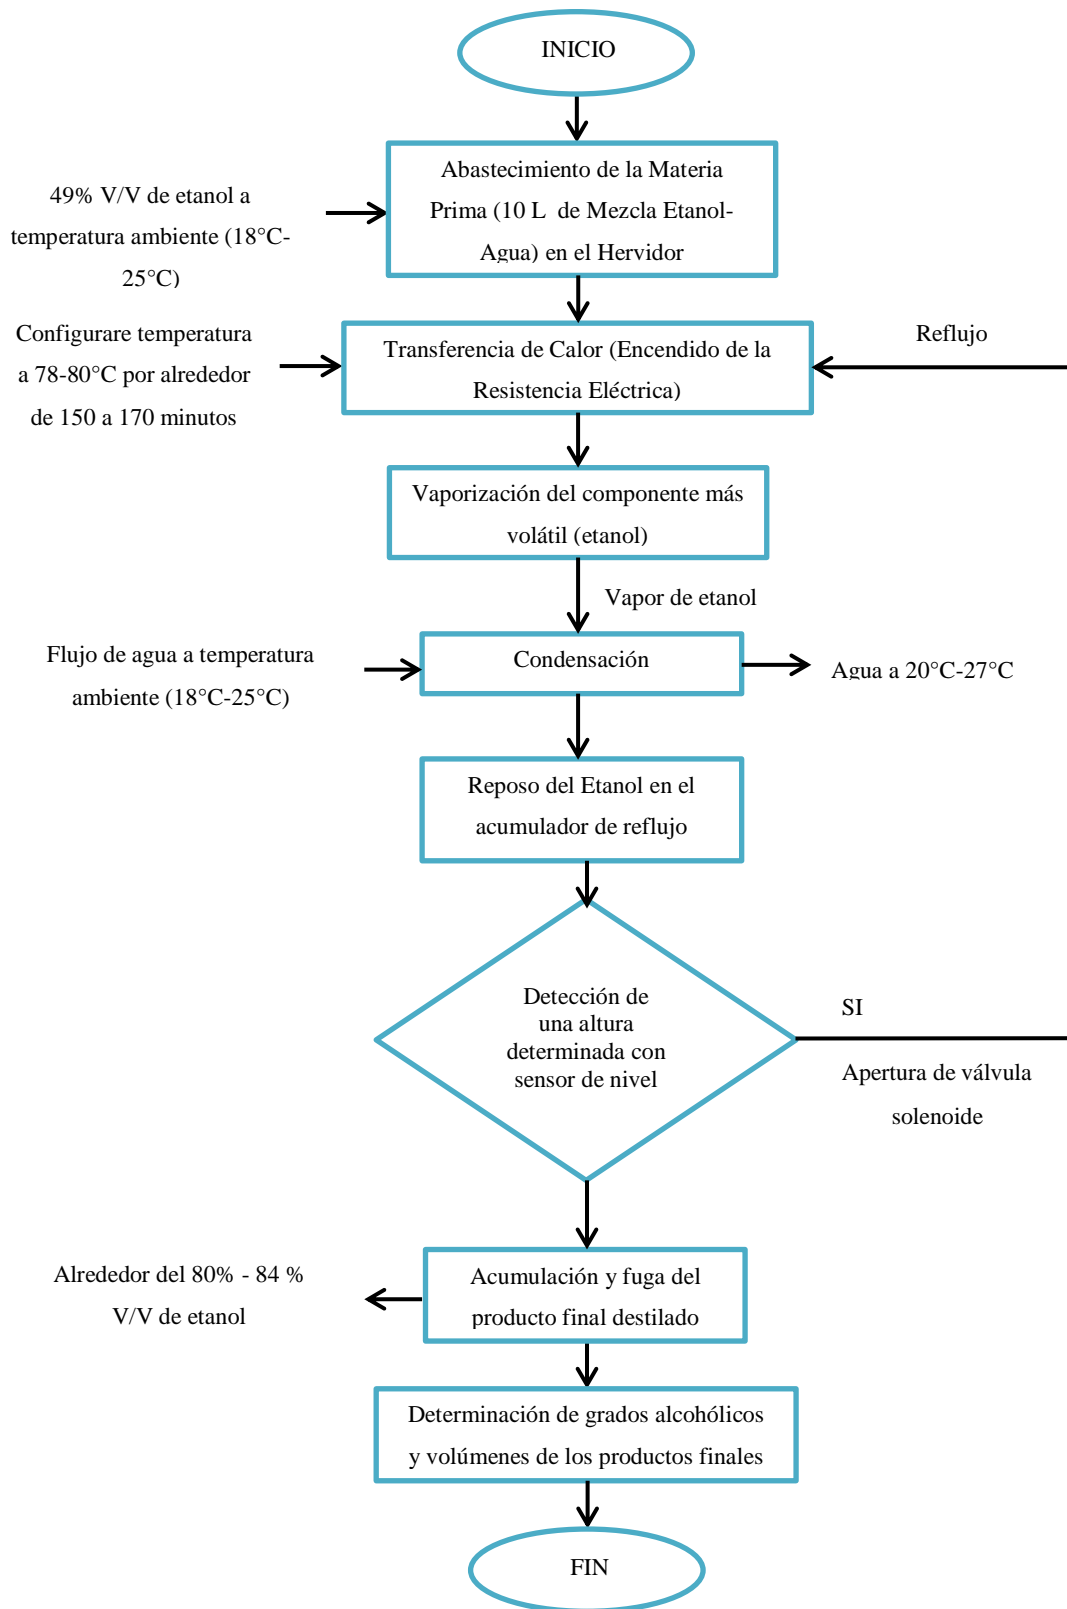 INICIO
Abastecimiento de la Materia
Prima (10 L  de Mezcla Etanol-
Agua) en el Hervidor
49% V/V de etanol a
temperatura ambiente (18°C-
25°C)
Configurare temperatura
a 78-80°C por alrededor
de 150 a 170 minutos
Transferencia de Calor (Encendido de la
Resistencia Eléctrica)
Reflujo
Vaporización del componente más
volátil (etanol)
Vapor de etanol
Flujo de agua a temperatura
ambiente (18°C-25°C)
Condensación
Agua a 20°C-27°C
Reposo del Etanol en el
acumulador de reflujo
Detección de
una altura
determinada con
sensor de nivel
SI
Apertura de válvula
solenoide
Alrededor del 80% - 84 %
V/V de etanol
Acumulación y fuga del
producto final destilado
Determinación de grados alcohólicos
y volúmenes de los productos finales
FIN